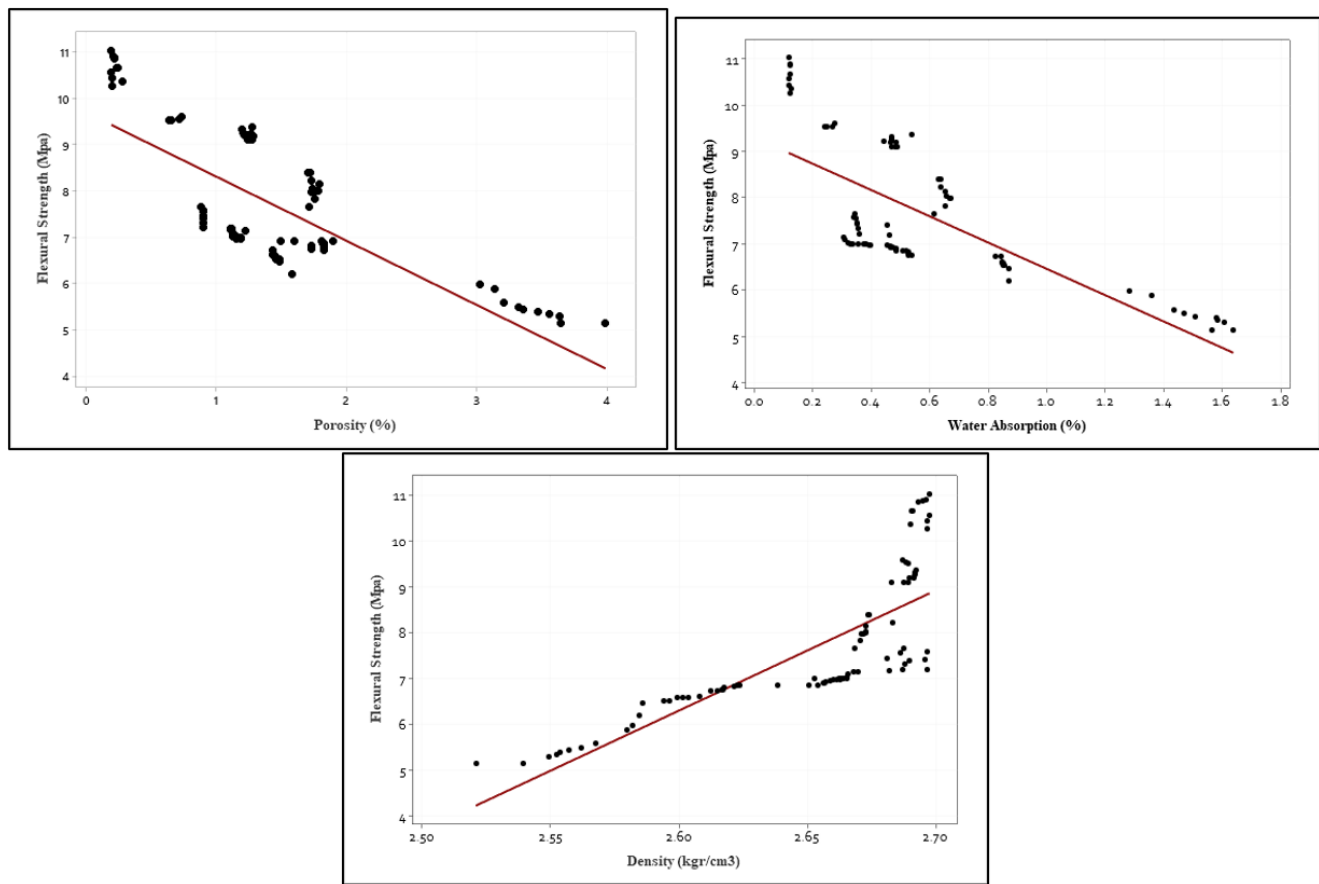 11
10
9
8
7
6
5
4
Flexural Strength (Mpa)
0 1 2 3 4
Porosity (%)
11
10
9
8
7
6
5
4
Flexural Strength (Mpa)
0.0 0.2 0.4 0.6 0.8 1.0 1.2 1.4 1.6 1.8
Water Absorption (%)
11
10
9
8
7
6
5
4
Flexural Strength (Mpa)
2.50 2.55 2.60 2.65 2.70
Density (kgr/cm3)